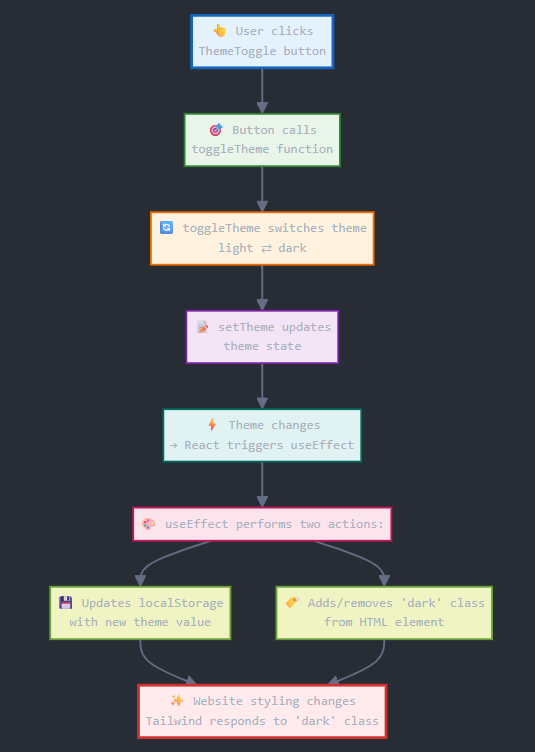 👆 User clicks
ThemeToggle button
🎯 Button calls
toggleTheme function
🔄 toggleTheme switches theme
light ⇄ dark
📝 setTheme updates
theme state
⚡ Theme changes
→ React triggers useEffect
🎨 useEffect performs two actions:
💾 Updates localStorage
with new theme value
🏷️ Adds/removes 'dark' class
from HTML element
✨ Website styling changes
Tailwind responds to 'dark' class